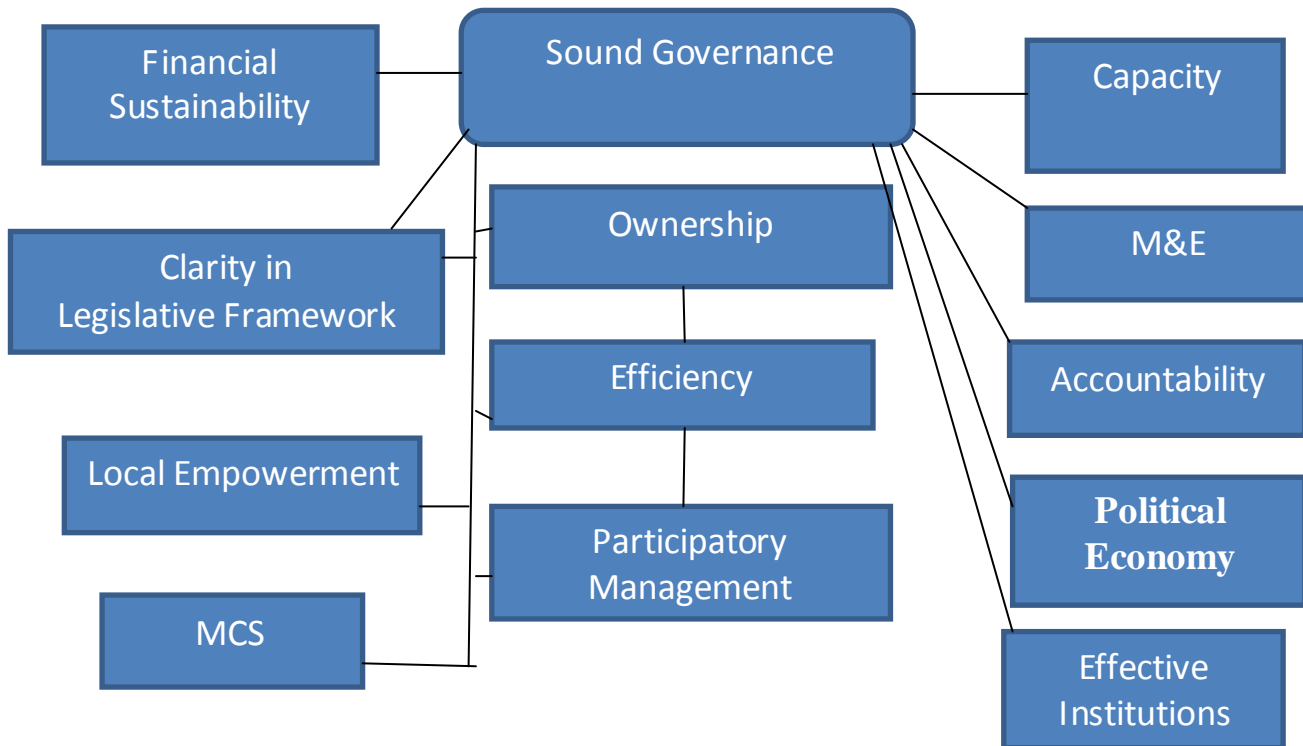 Sound Governance
Financial
Sustainability
Capacity
Ownership
Clarity in
Legislative Framework
M&E
Efficiency
Accountability
Local Empowerment
Participatory
Management
Political
Economy
MCS
Effective
Institutions